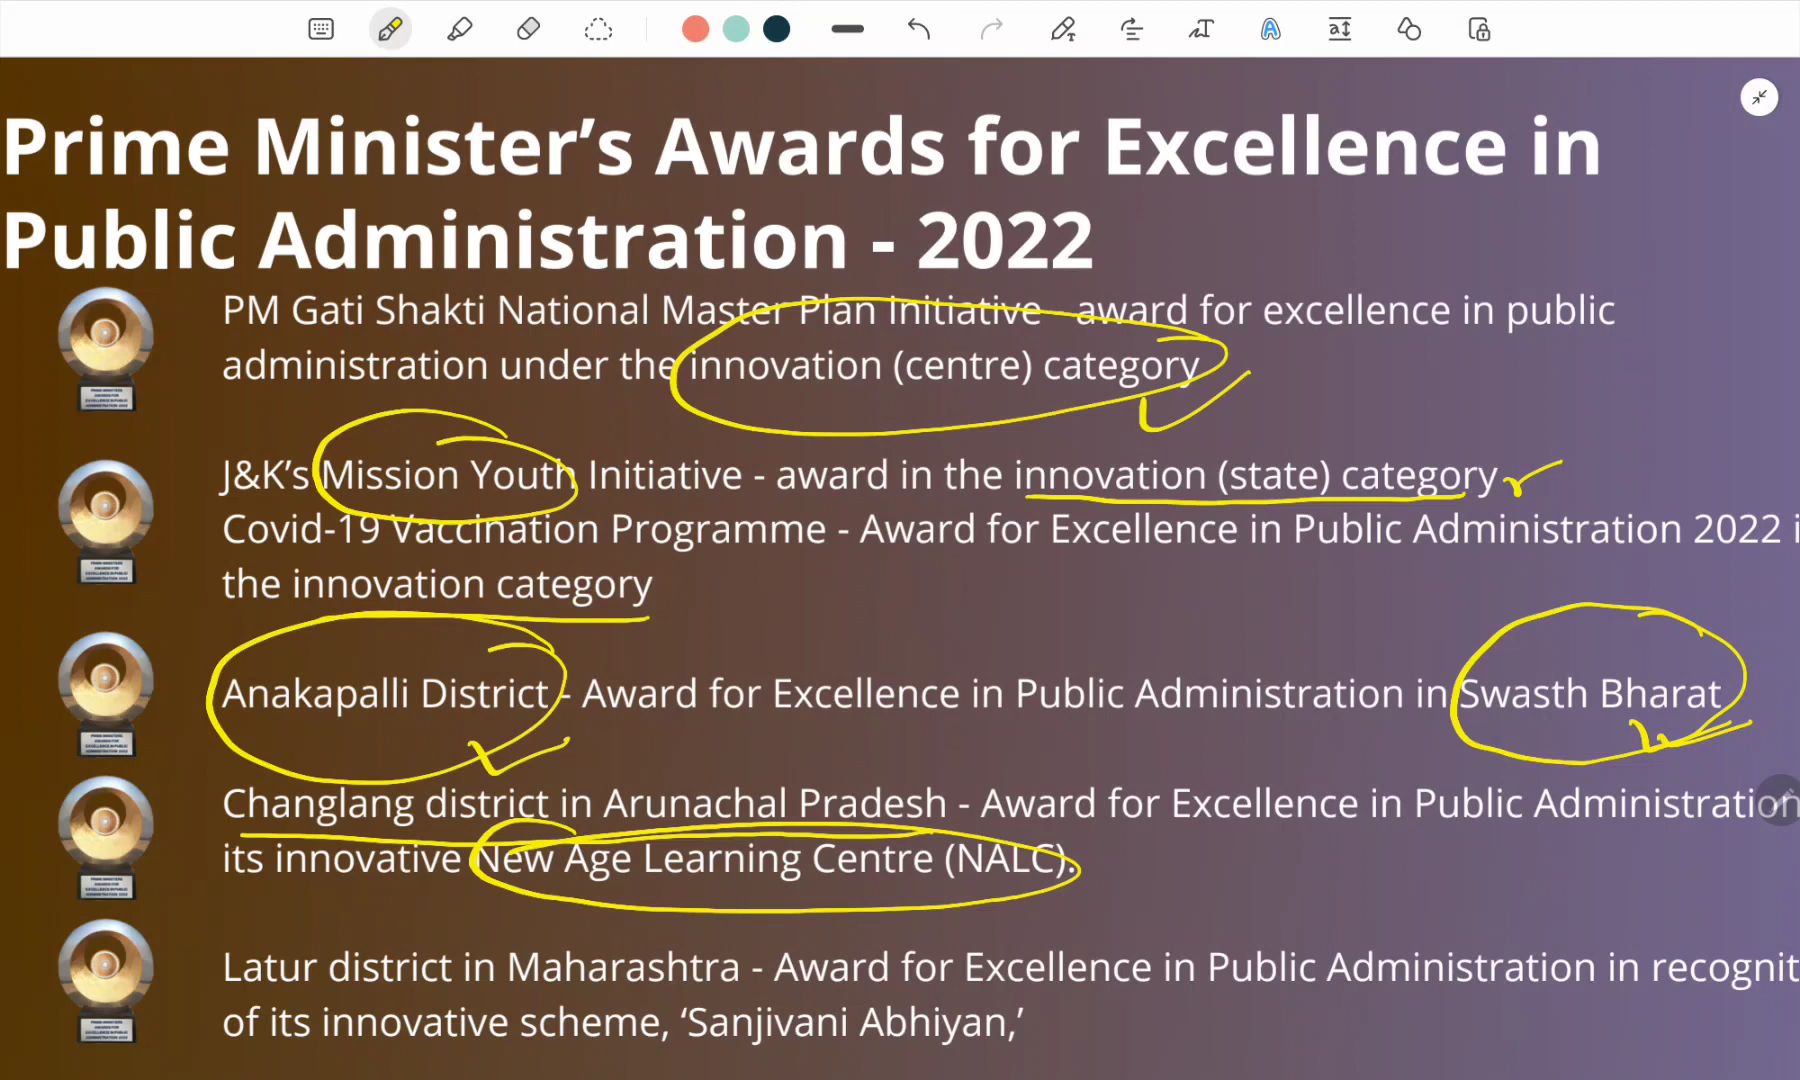 Prime Minister’s Awards for Excellence in
Public Administration - 2022
PM Gati Shakti National Master Plan Initiative - award for excellence in public
administration under the innovation (centre) category
J&K’s Mission Youth Initiative - award in the innovation (state) category
Covid-19 Vaccination Programme - Award for Excellence in Public Administration 2022 i
the innovation category
Anakapalli District - Award for Excellence in Public Administration in Swasth Bharat
Changlang district in Arunachal Pradesh - Award for Excellence in Public Administration
its innovative New Age Learning Centre (NALC).
Latur district in Maharashtra - Award for Excellence in Public Administration in recognit
of its innovative scheme, ‘Sanjivani Abhiyan,’